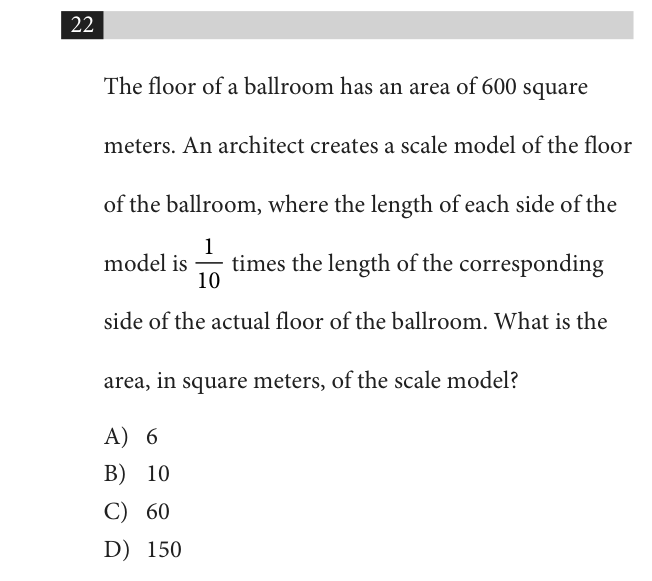 22
The floor of a ballroom has an area of 600 square
meters. An architect creates a scale model of the floor
of the ballroom, where the length of each side of the
model is 1/10 times the length of the corresponding
side of the actual floor of the ballroom. What is the
area, in square meters, of the scale model?
A) 6
B) 10
C) 60
D) 150